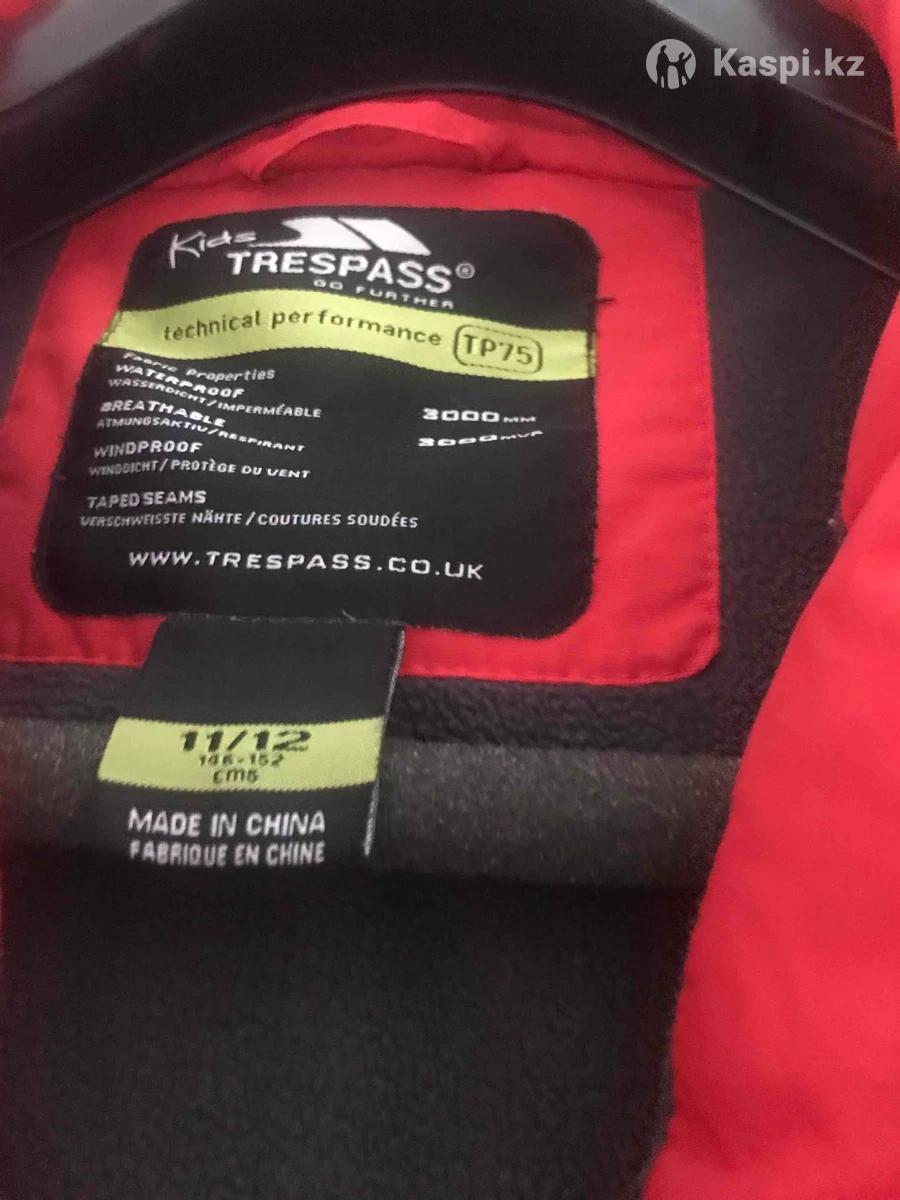 Kaspi.kz
Kids
TRESPASS®
GO FURTHER
technical performance TP75
Fabric Properties
WATERPROOF
WASSERDICHT/IMPERMÉABLE 3000MM
BREATHABLE
ATMUNGSAKTIV/RESPIRANT 3000MVP
WINDPROOF
WINDDICHT/PROTÈGE DU VENT
TAPED SEAMS
VERSCHWEISSTE NÄHTE/COUTURES SOUDÉES
WWW.TRESPASS.CO.UK
11/12
146-152
cms
MADE IN CHINA
FABRIQUE EN CHINE